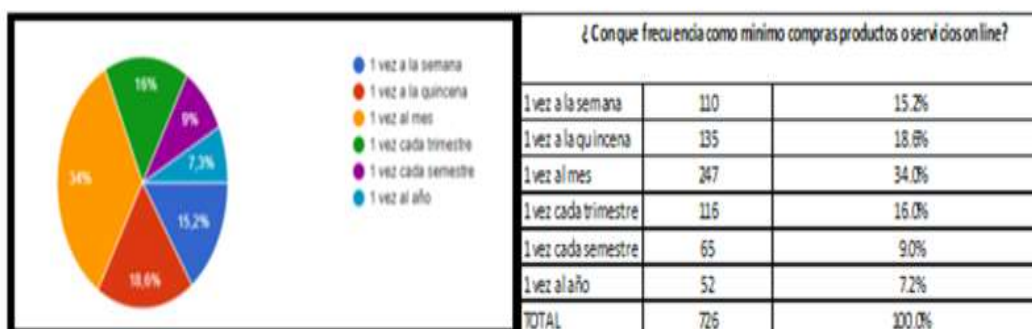 16%
9%
7,3%
34%
15,2%
18,6%
1 vez a la semana
1 vez a la quincena
1 vez al mes
1 vez cada trimestre
1 vez cada semestre
1 vez al año
¿Con que frecuencia como minimo compras productos o servicios on line?
1 vez a la semana 110 15.2%
1 vez a la quincena 135 18.6%
1 vez al mes 247 34.0%
1 vez cada trimestre 116 16.0%
1 vez cada semestre 65 9.0%
1 vez al año 52 7.2%
TOTAL 726 100.0%